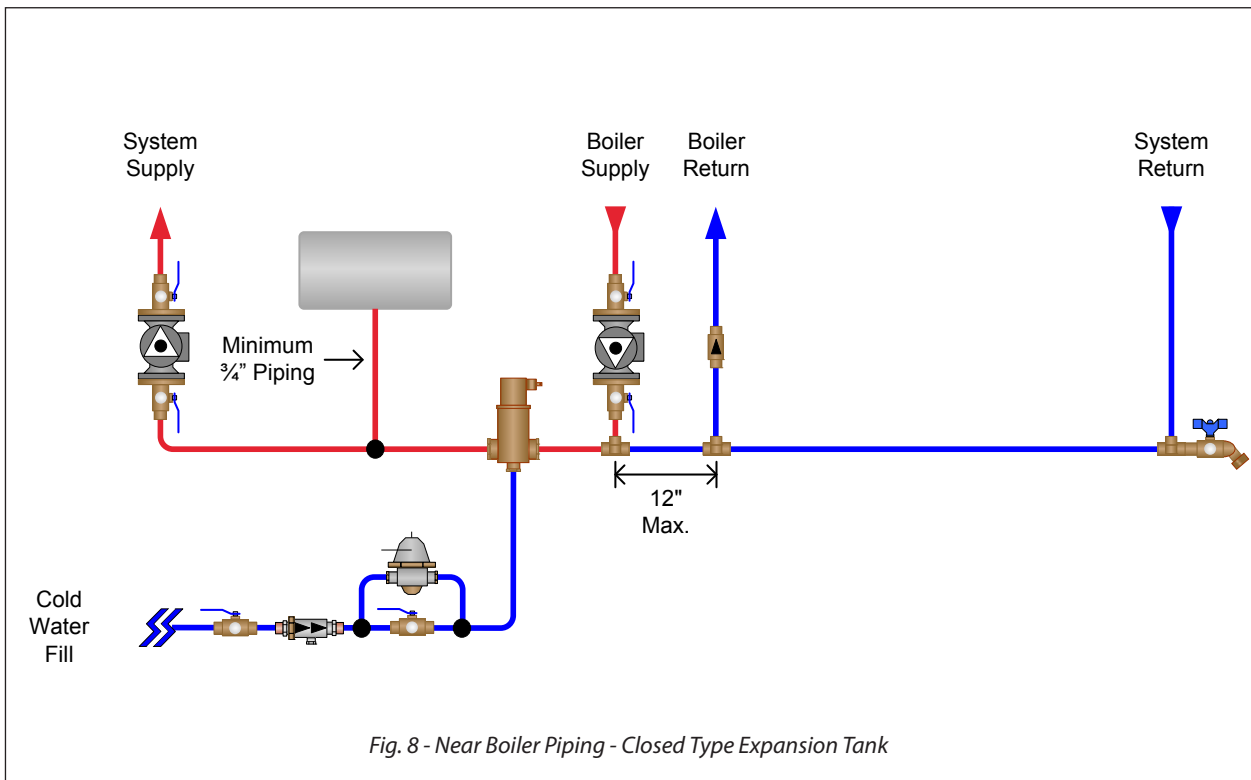 System
Supply
Boiler
Supply
Boiler
Return
System
Return
Minimum
¾” Piping
12"
Max.
Cold
Water
Fill
Fig. 8 - Near Boiler Piping - Closed Type Expansion Tank